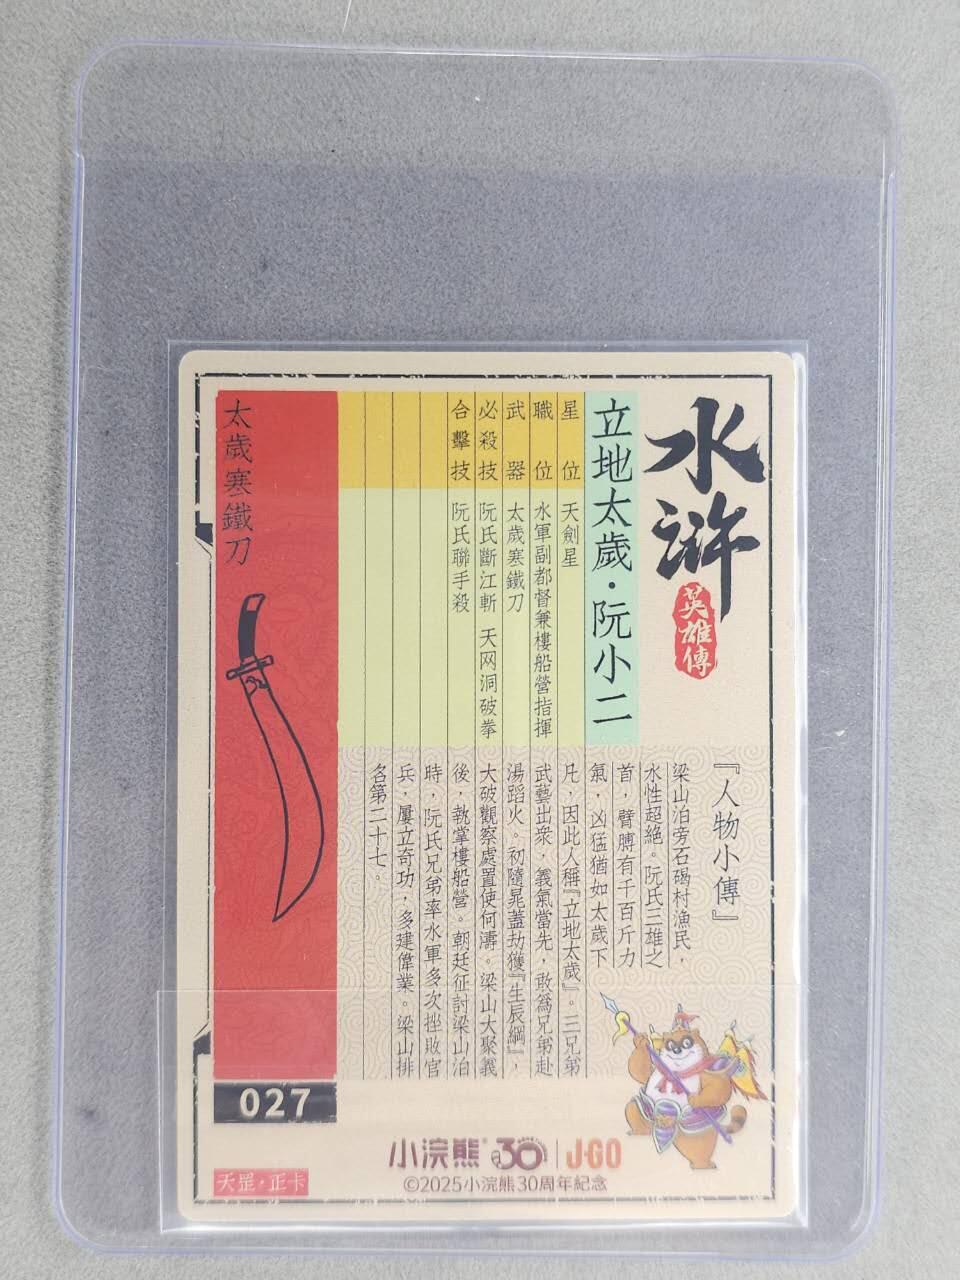 水滸
英雄傳
『人物小傳』
梁山泊旁石碣村漁民，
水性超絶。阮氏三雄之
首，臂膊有千百斤力
氣，凶猛猶如太歲下
凡，因此人稱『立地太歲』。三兄弟
武藝出衆，義氣當先，敢爲兄弟赴
湯蹈火。初隨晁蓋劫獲『生辰綱』，
大破觀察處置使何濤。梁山大聚義
後，執掌樓船營。朝廷征討梁山泊
時，阮氏兄弟率水軍多次挫敗官
兵，屢立奇功，多建偉業。梁山排
名第二十七。
立地太歲·阮小二
星位 天劍星
職位 水軍副都督兼樓船營指揮
武器 太歲寒鐵刀
必殺技 阮氏斷江斬 天网洞破拳
合擊技 阮氏聯手殺
太歲寒鐵刀
027
天罡·正卡
小浣熊® 30 J·GO
©2025小浣熊30周年紀念